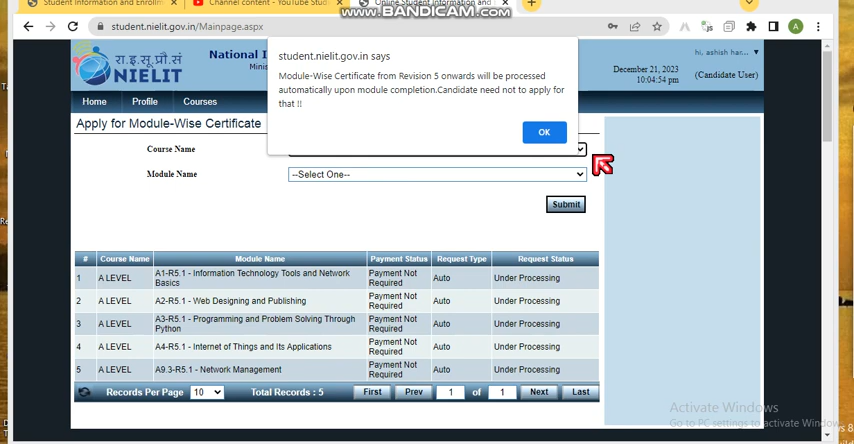 Student Information and Enrollm
Channel content - YouTube Studi
Online Student Information and
WWW.BANDICAM.COM
student.nielit.gov.in/Mainpage.aspx
A
रा.इ.सू.प्रौ.सं
NIELIT
National I
Minis
hi, ashish har...
December 21, 2023
10:04:54 pm
(Candidate User)
student.nielit.gov.in says
Module-Wise Certificate from Revision 5 onwards will be processed
automatically upon module completion.Candidate need not to apply for
that !!
OK
Home Profile Courses
Apply for Module-Wise Certificate
Course Name
Module Name --Select One--
Submit
# Course Name Module Name Payment Status Request Type Request Status
1 A LEVEL A1-R5.1 - Information Technology Tools and Network Basics Payment Not Required Auto Under Processing
2 A LEVEL A2-R5.1 - Web Designing and Publishing Payment Not Required Auto Under Processing
3 A LEVEL A3-R5.1 - Programming and Problem Solving Through Python Payment Not Required Auto Under Processing
4 A LEVEL A4-R5.1 - Internet of Things and its Applications Payment Not Required Auto Under Processing
5 A LEVEL A9.3-R5.1 - Network Management Payment Not Required Auto Under Processing
Records Per Page 10 Total Records : 5 First Prev 1 of 1 Next Last
Activate Windows
Go to PC settings to activate Windows